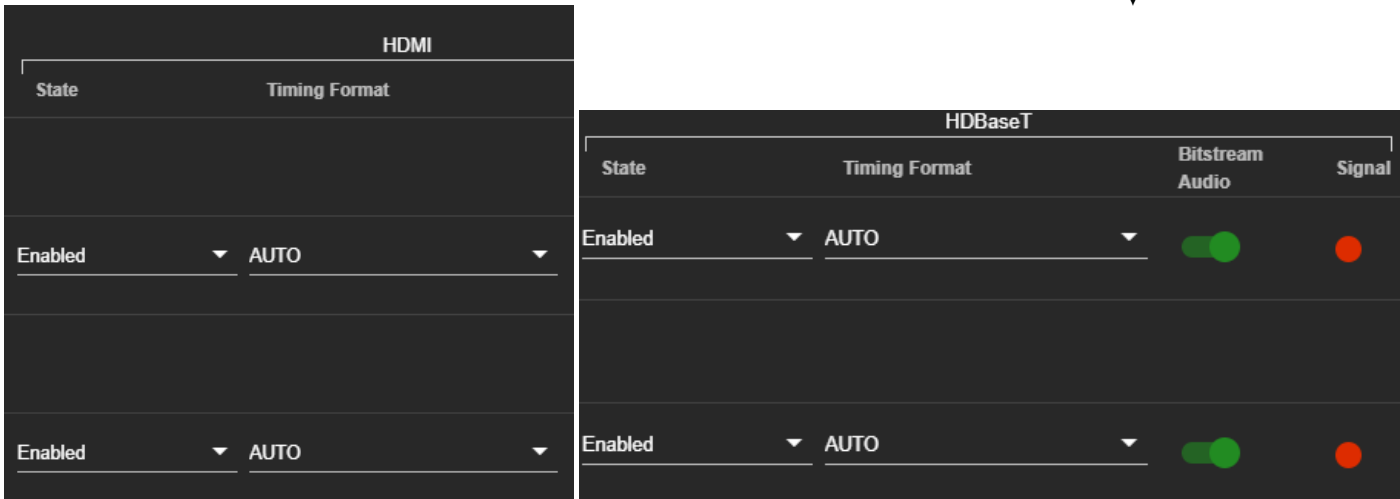 HDMI
State Timing Format
Enabled AUTO
Enabled AUTO
HDBaseT
State Timing Format Bitstream Audio Signal
Enabled AUTO
Enabled AUTO